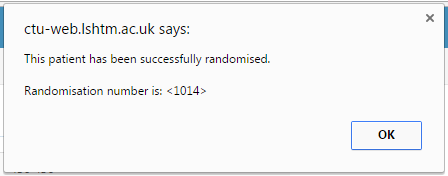 ctu-web.lshtm.ac.uk says:
This patient has been successfully randomised.
Randomisation number is: <1014>
OK